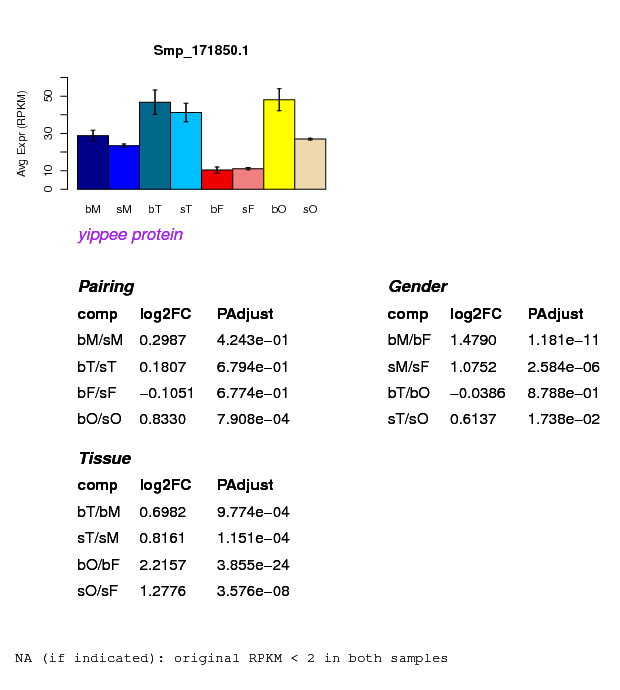 Smp_171850.1
Avg Expr (RPKM)
50
30
10
0
bM sM bT sT bF sF bO sO
yippee protein
Pairing
comp log2FC PAdjust
bM/sM 0.2987 4.243e−01
bT/sT 0.1807 6.794e−01
bF/sF −0.1051 6.774e−01
bO/sO 0.8330 7.908e−04
Gender
comp log2FC PAdjust
bM/bF 1.4790 1.181e−11
sM/sF 1.0752 2.584e−06
bT/bO −0.0386 8.788e−01
sT/sO 0.6137 1.738e−02
Tissue
comp log2FC PAdjust
bT/bM 0.6982 9.774e−04
sT/sM 0.8161 1.151e−04
bO/bF 2.2157 3.855e−24
sO/sF 1.2776 3.576e−08
NA (if indicated): original RPKM < 2 in both samples